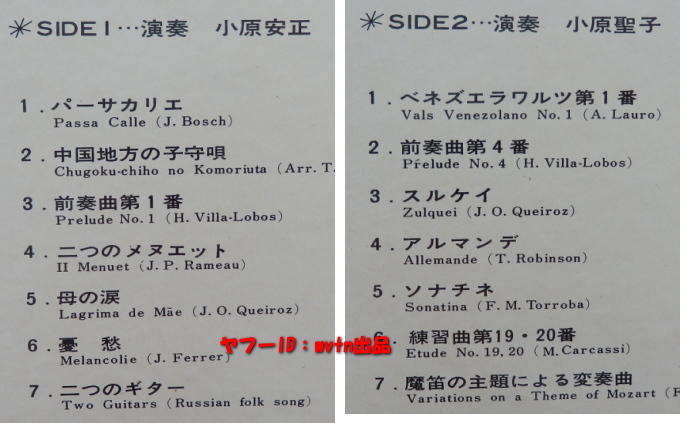 ✳ SIDE 1…演奏 小原安正
1. パーサカリエ
Passa Calle (J. Bosch)
2. 中国地方の子守唄
Chugoku-chiho no Komoriuta (Arr. T.
3. 前奏曲第1番
Prelude No. 1 (H. Villa-Lobos)
4. 二つのメヌエット
II Menuet (J. P. Rameau)
5. 母の涙
Lagrima de Mãe (J. O. Queiroz)
6. 憂愁
Melancolie (J. Ferrer)
7. 二つのギター
Two Guitars (Russian folk song)
✳ SIDE 2…演奏 小原聖子
1. ベネズエラワルツ第1番
Vals Venezolano No. 1 (A. Lauro)
2. 前奏曲第4番
Prelude No. 4 (H. Villa-Lobos)
3. スルケイ
Zulquei (J. O. Queiroz)
4. アルマンデ
Allemande (T. Robinson)
5. ソナチネ
Sonatina (F. M. Torroba)
6. 練習曲第19・20番
Etude No. 19, 20 (M. Carcassi)
7. 魔笛の主題による変奏曲
Variations on a Theme of Mozart (F
ヤフーID：mvtn出品